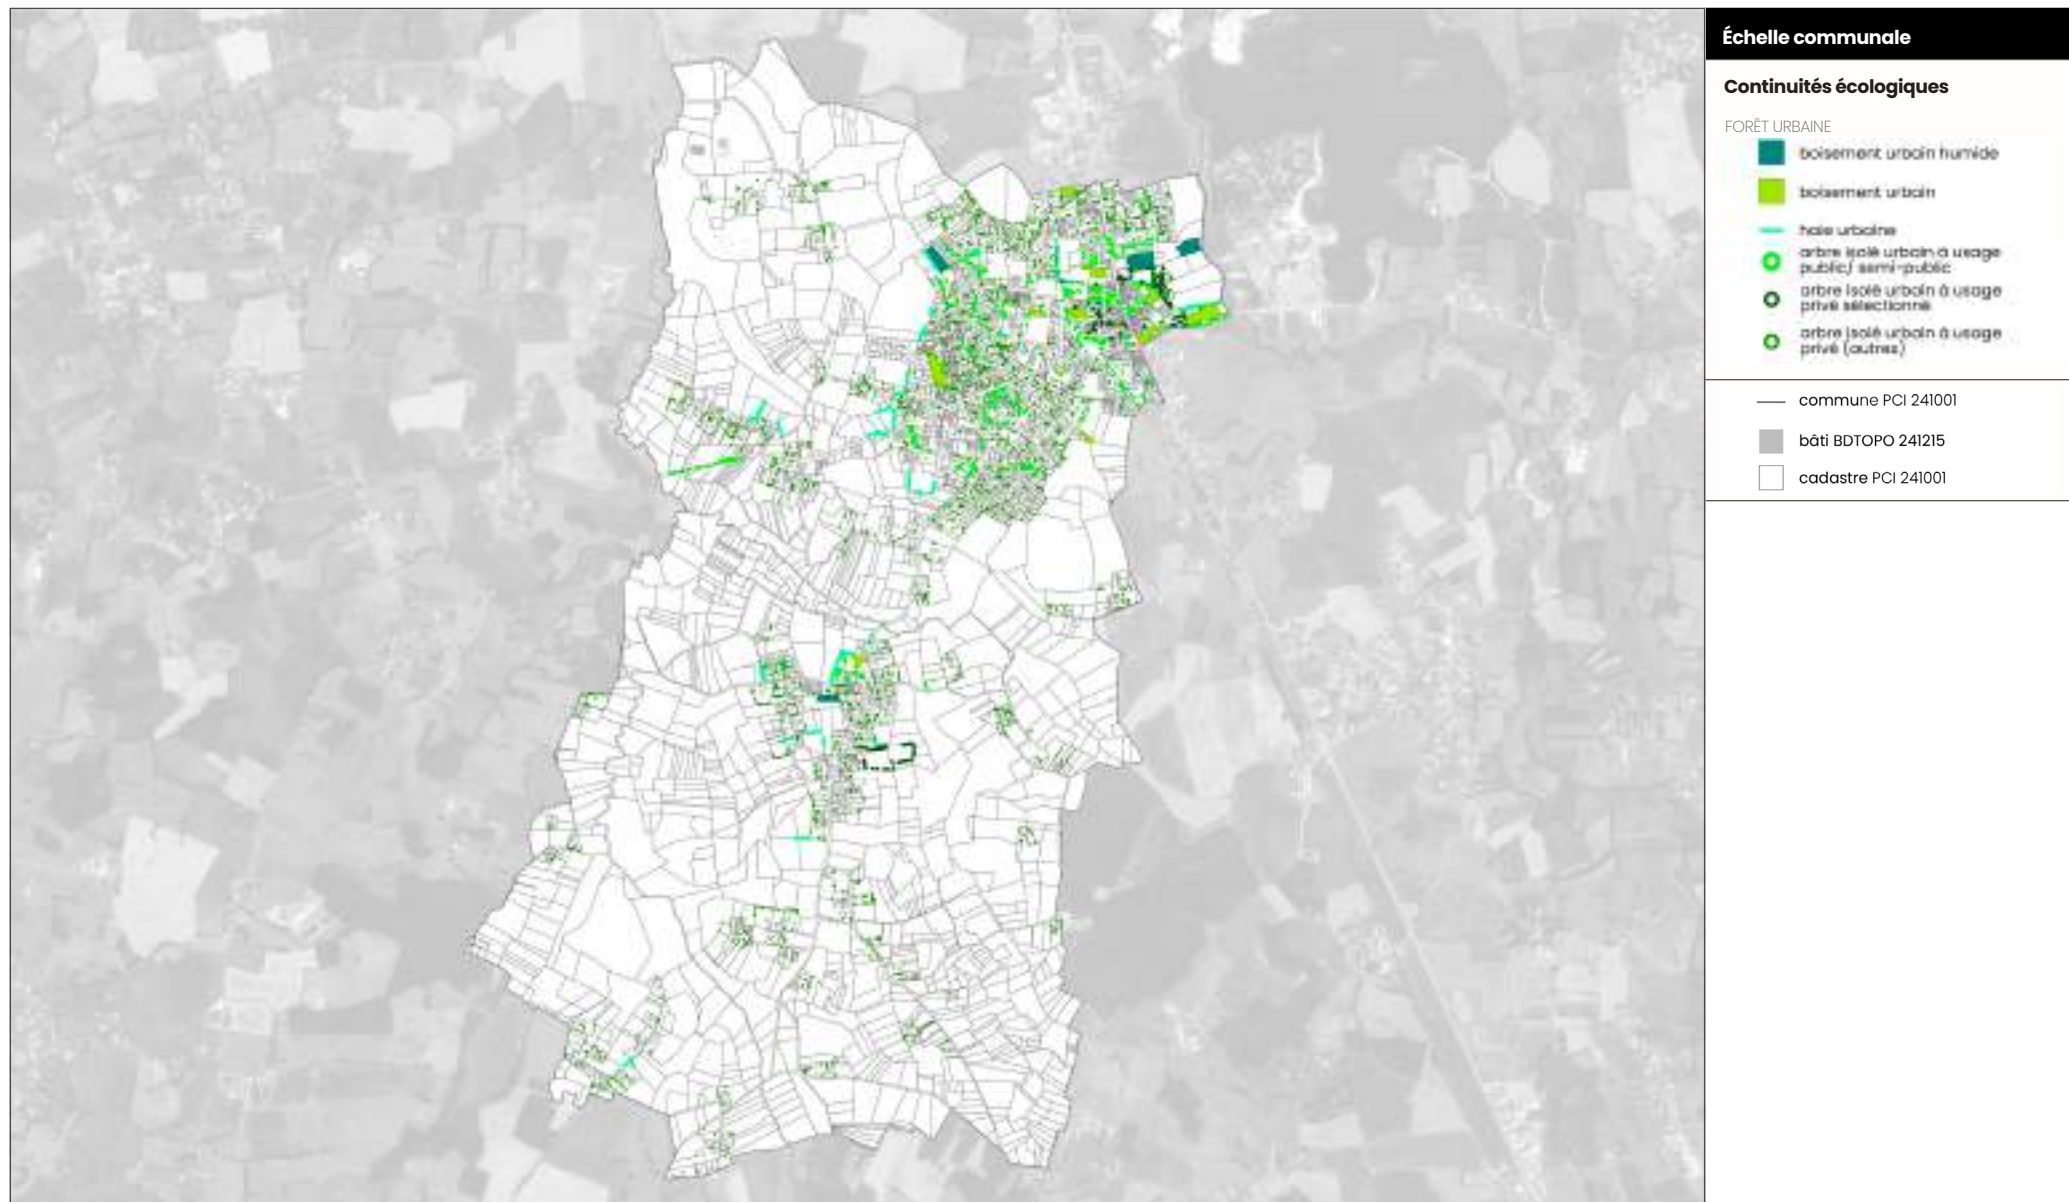 Échelle communale
Continuités écologiques
FORÊT URBAINE
boisement urbain humide
boisement urbain
haie urbaine
arbre isolé urbain à usage
public/ semi-public
arbre isolé urbain à usage
privé sélectionné
arbre isolé urbain à usage
privé (autres)
commune PCI 241001
bâti BDTOPO 241215
cadastre PCI 241001